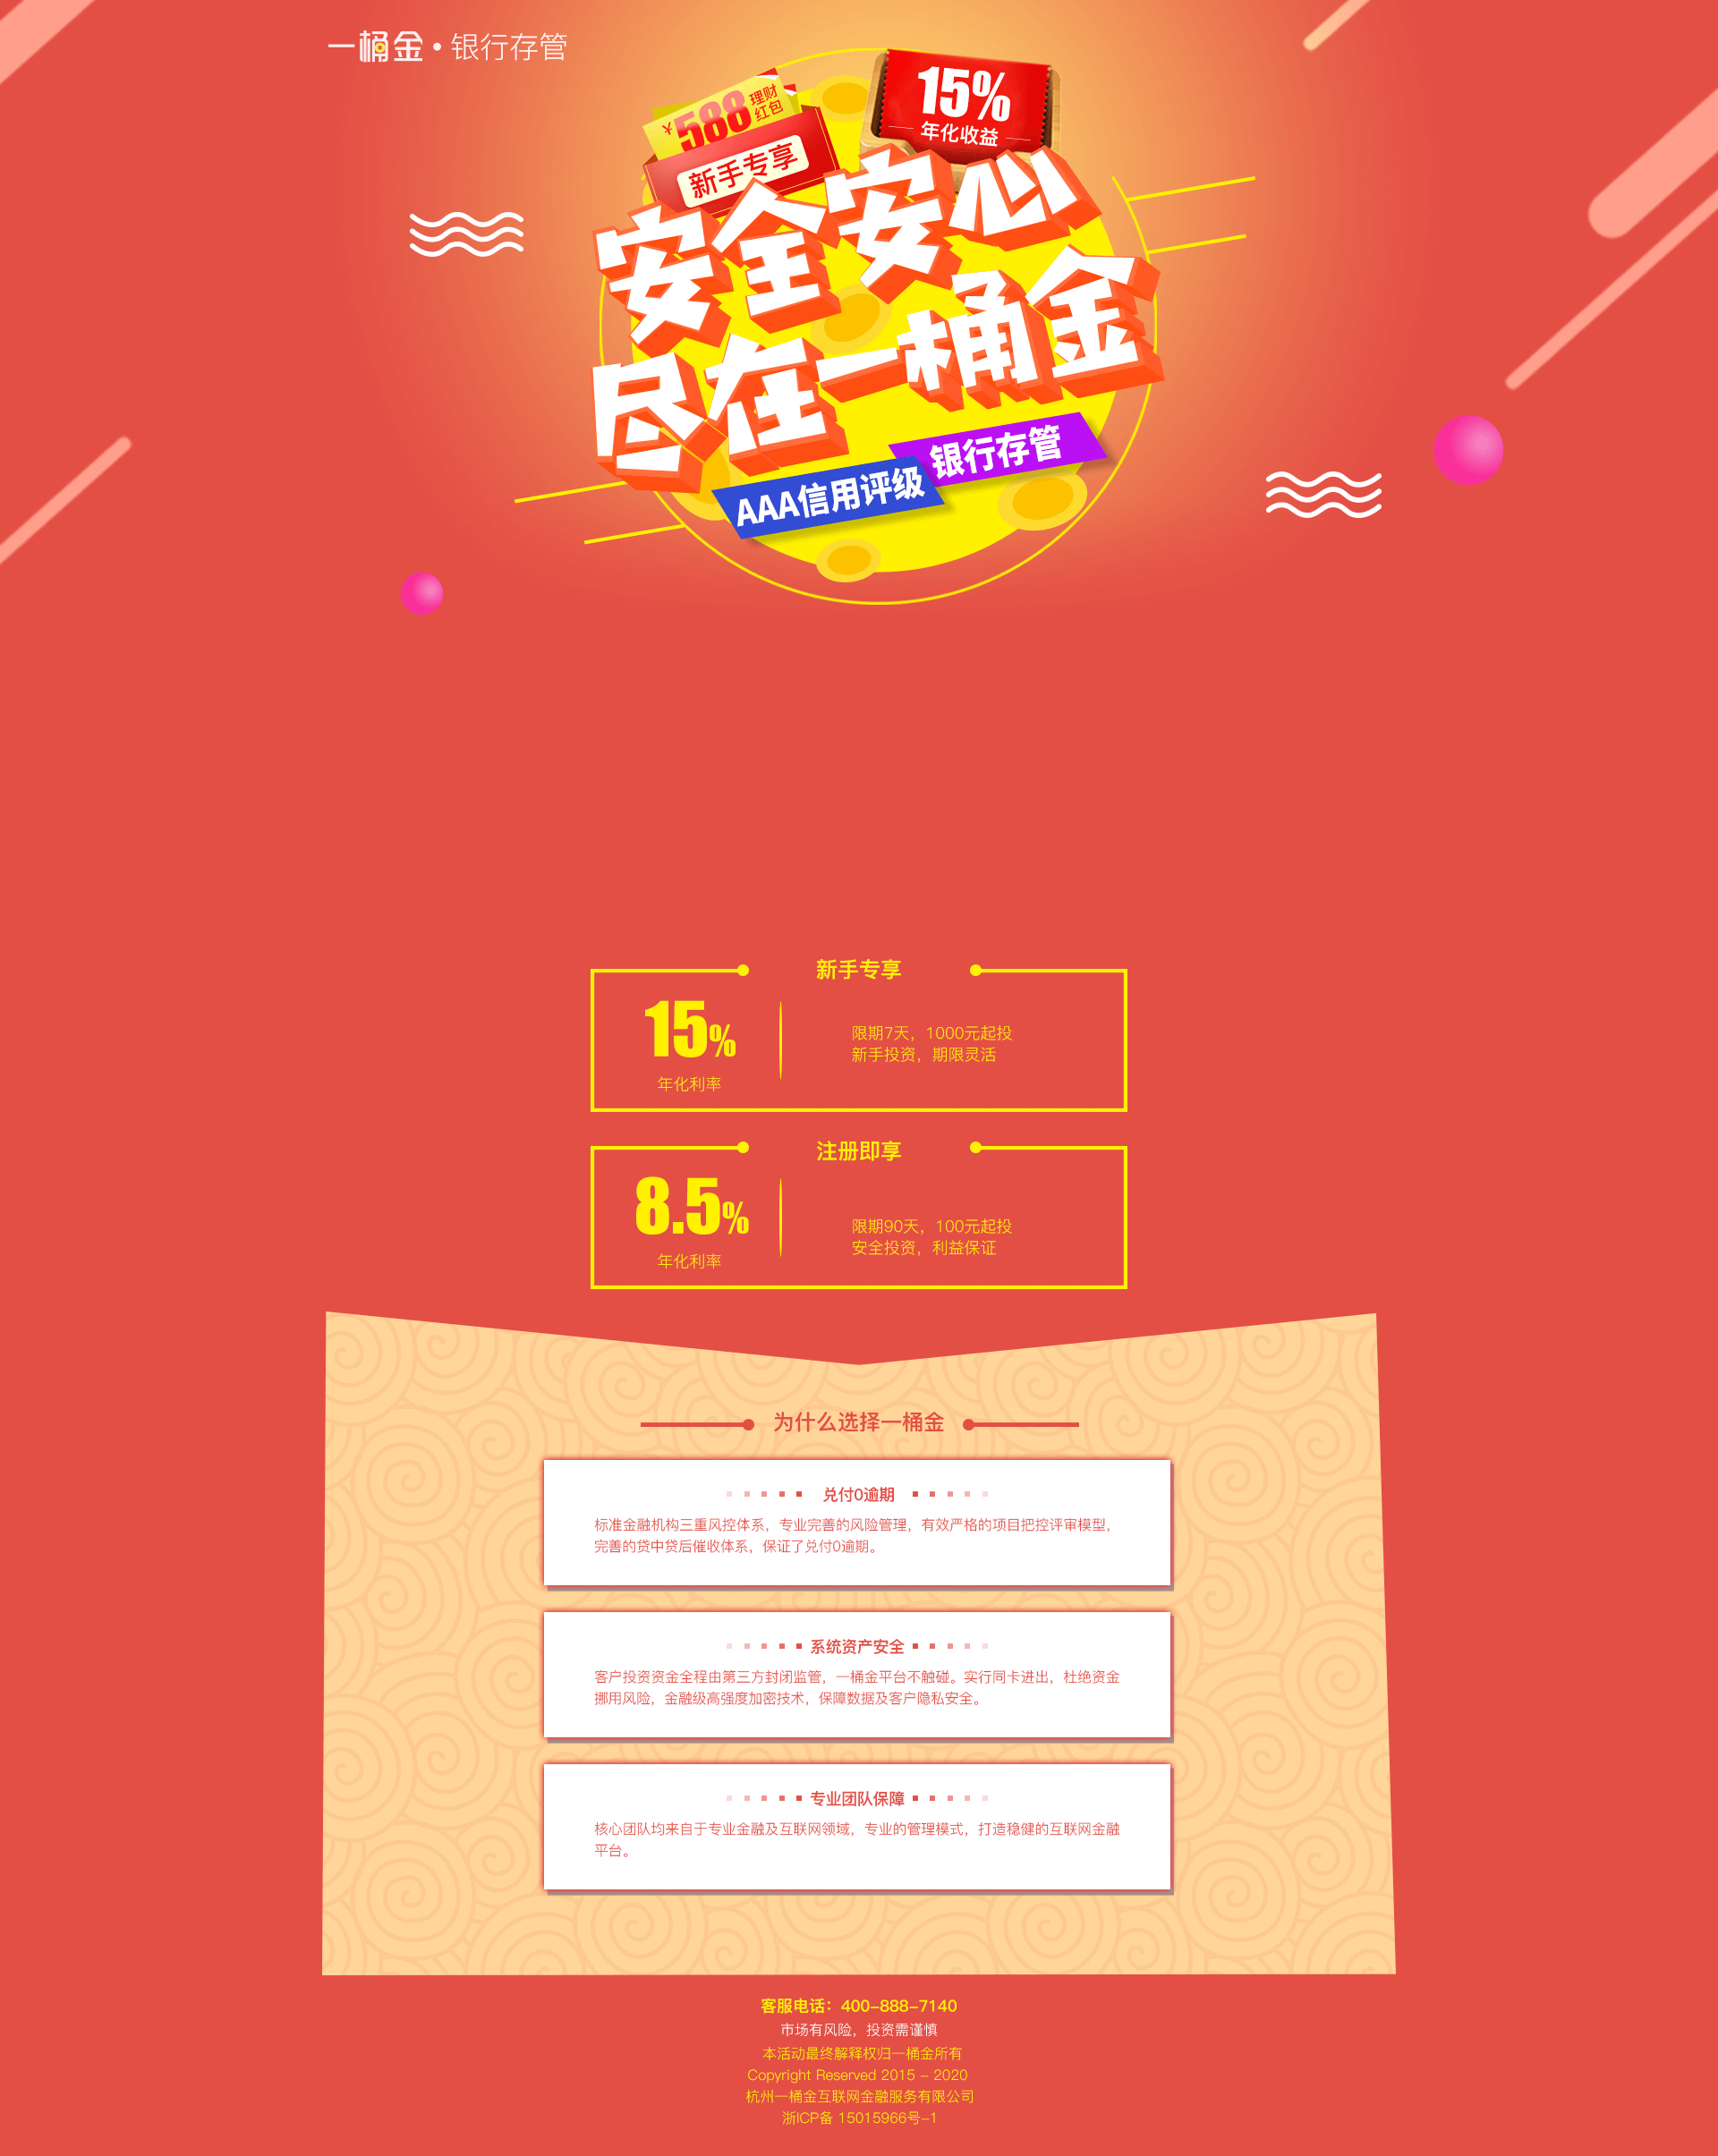 一桶金·银行存管
¥588理财红包
新手专享
15%
年化收益
安全安心
尽在一桶金
银行存管
AAA信用评级
新手专享
15%
年化利率
限期7天，1000元起投
新手投资，期限灵活
注册即享
8.5%
年化利率
限期90天，100元起投
安全投资，利益保证
为什么选择一桶金
兑付0逾期
标准金融机构三重风控体系，专业完善的风险管理，有效严格的项目把控评审模型，
完善的贷中贷后催收体系，保证了兑付0逾期。
系统资产安全
客户投资资金全程由第三方封闭监管，一桶金平台不触碰。实行同卡进出，杜绝资金
挪用风险，金融级高强度加密技术，保障数据及客户隐私安全。
专业团队保障
核心团队均来自于专业金融及互联网领域，专业的管理模式，打造稳健的互联网金融
平台。
客服电话：400-888-7140
市场有风险，投资需谨慎
本活动最终解释权归一桶金所有
Copyright Reserved 2015 - 2020
杭州一桶金互联网金融服务有限公司
浙ICP备 15015966号-1